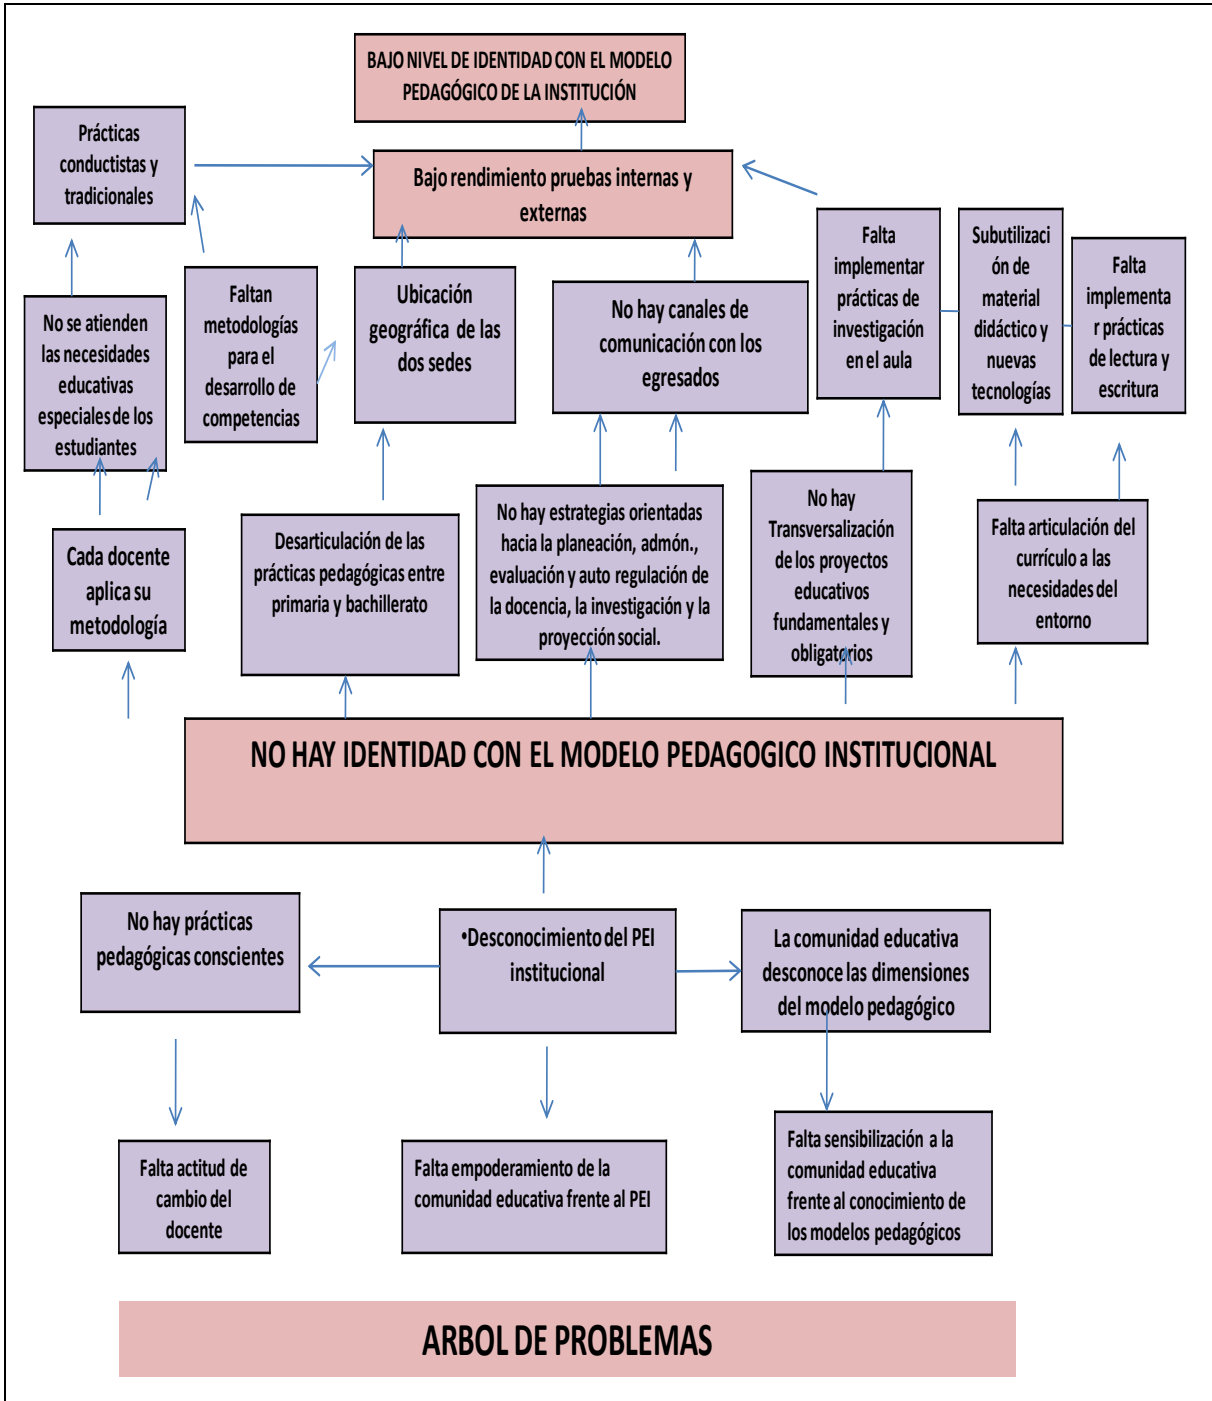 BAJO NIVEL DE IDENTIDAD CON EL MODELO
PEDAGÓGICO DE LA INSTITUCIÓN
Prácticas
conductistas y
tradicionales
Bajo rendimiento pruebas internas y
externas
Falta
implementar
prácticas de
investigación
en el aula
Subutilizaci
ón de
material
didáctico y
nuevas
tecnologías
Falta
implementa
r prácticas
de lectura y
escritura
No se atienden
las necesidades
educativas
especiales de los
estudiantes
Faltan
metodologías
para el
desarrollo de
competencias
Ubicación
geográfica de las
dos sedes
No hay canales de
comunicación con los
egresados
Cada docente
aplica su
metodología
Desarticulación de las
prácticas pedagógicas entre
primaria y bachillerato
No hay estrategias orientadas
hacia la planeación, admón.,
evaluación y auto regulación de
la docencia, la investigación y la
proyección social.
No hay
Transversalización
de los proyectos
educativos
fundamentales y
obligatorios
Falta articulación del
currículo a las
necesidades del
entorno
NO HAY IDENTIDAD CON EL MODELO PEDAGOGICO INSTITUCIONAL
No hay prácticas
pedagógicas conscientes
•Desconocimiento del PEI
institucional
La comunidad educativa
desconoce las dimensiones
del modelo pedagógico
Falta actitud de
cambio del
docente
Falta empoderamiento de la
comunidad educativa frente al PEI
Falta sensibilización a la
comunidad educativa
frente al conocimiento de
los modelos pedagógicos
ARBOL DE PROBLEMAS